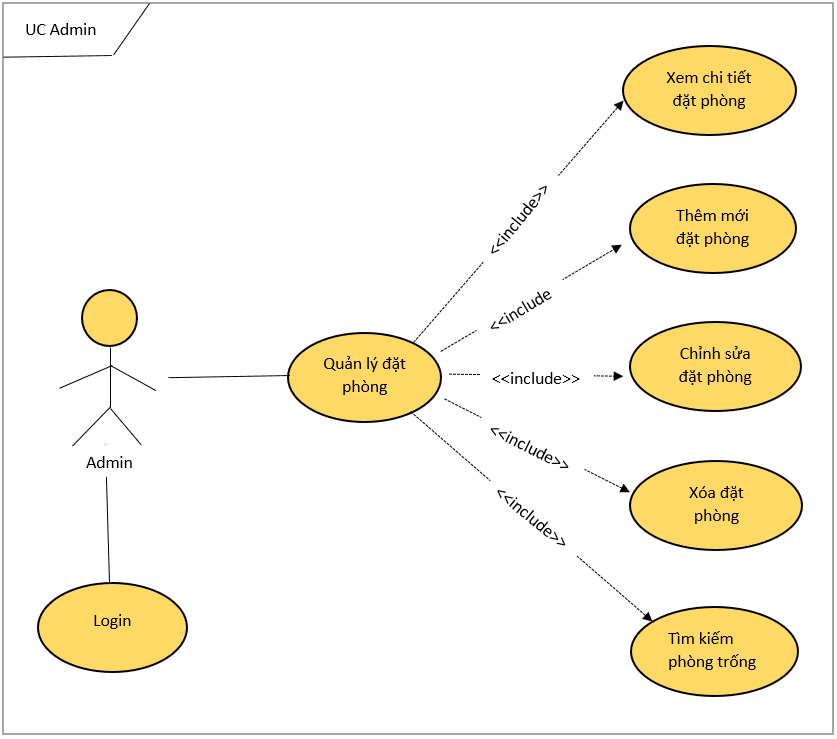 UC Admin
Xem chi tiết
đặt phòng
<<include>>
Thêm mới
đặt phòng
<<include
Quản lý đặt
phòng
<<include>>
Chỉnh sửa
đặt phòng
<<include>>
Admin
Xóa đặt
phòng
<<include>>
Login
Tìm kiếm
phòng trống